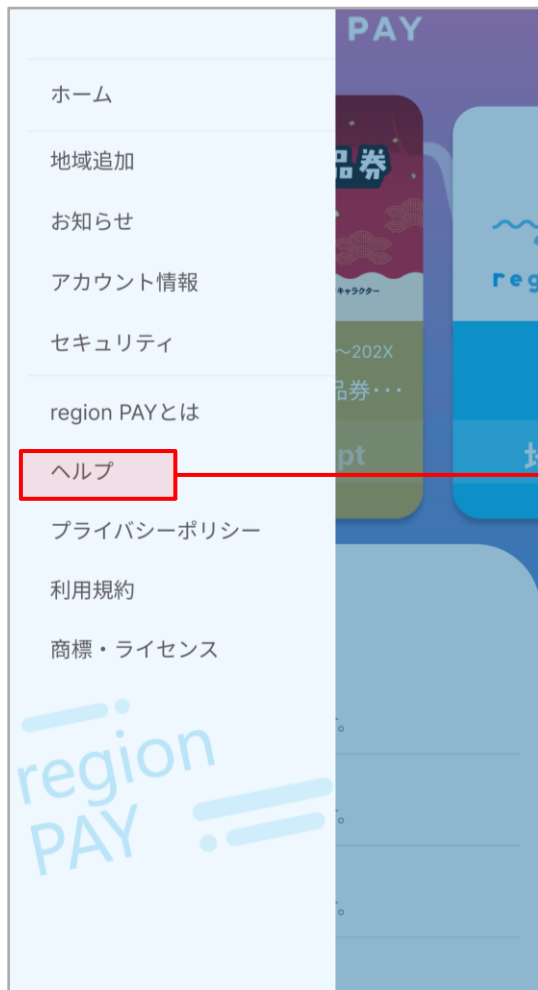 PAY
ホーム
地域追加
品券
お知らせ
アカウント情報
reg
キャラクター
セキュリティ
～202X
品券・・・
region PAYとは
pt
ヘルプ
プライバシーポリシー
利用規約
商標・ライセンス
region
PAY
。
。
。